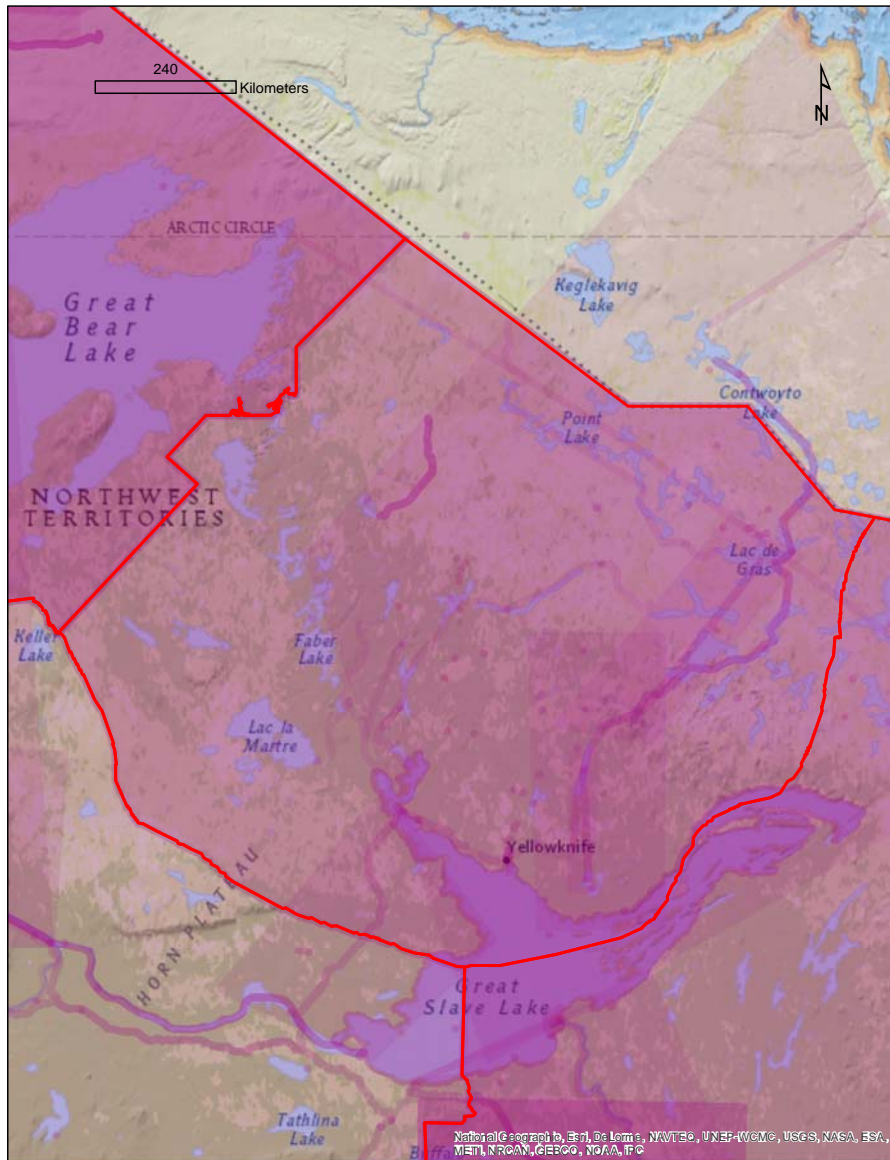 240
Kilometers
N
ARCTIC CIRCLE
Great
Bear
Lake
Keglekavig
Lake
Contwoyto
Lake
Point
Lake
NORTHWEST
TERRITORIES
Lac de
Gras
Keller
Lake
Faber
Lake
Lac la
Martre
Yellowknife
HORN PLATEAU
Great
Slave Lake
Tathlina
Lake
National Geographic, Esri, DeLorme, NAVTEQ, UNEP-WCMC, USGS, NASA, ESA,
METI, NRCAN, GEBCO, NOAA, iPC